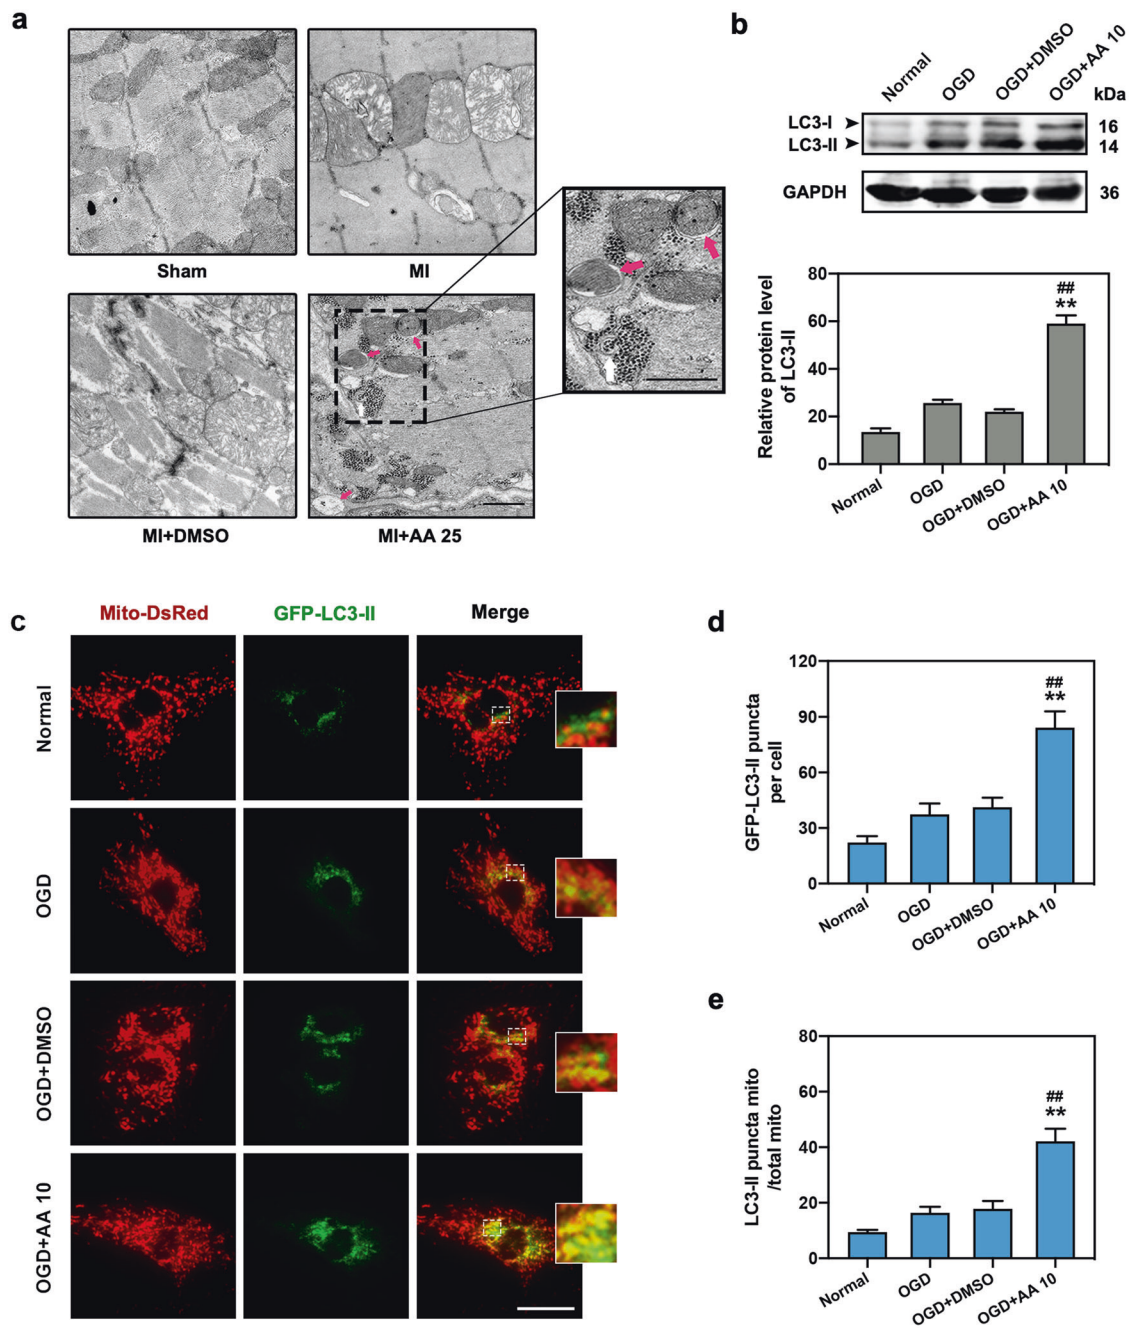 a
Sham
MI
MI+DMSO
MI+AA 25
b
Normal
OGD
OGD+DMSO
OGD+AA 10
kDa
LC3-I
16
LC3-II
14
GAPDH
36
Relative protein level
of LC3-II
80
60
40
20
0
##
**
Normal
OGD
OGD+DMSO
OGD+AA 10
c
Mito-DsRed
GFP-LC3-II
Merge
Normal
OGD
OGD+DMSO
OGD+AA 10
d
GFP-LC3-II puncta
per cell
120
90
60
30
0
##
**
Normal
OGD
OGD+DMSO
OGD+AA 10
e
LC3-II puncta mito
/total mito
80
60
40
20
0
##
**
Normal
OGD
OGD+DMSO
OGD+AA 10